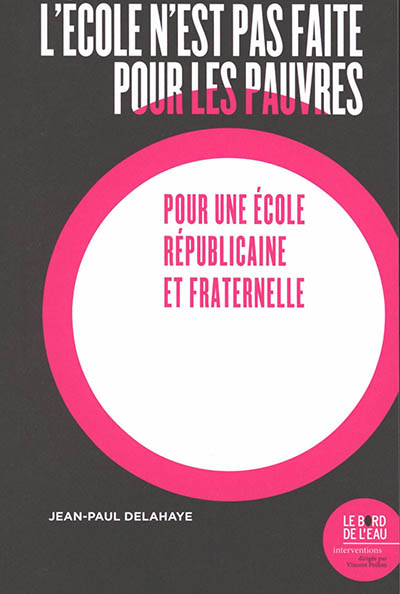 L'ÉCOLE N'EST PAS FAITE
POUR LES PAUVRES
POUR UNE ÉCOLE
RÉPUBLICAINE
ET FRATERNELLE
JEAN-PAUL DELAHAYE
LE BORD
DE L'EAU
interventions
dirigée par
Vincent Peillon